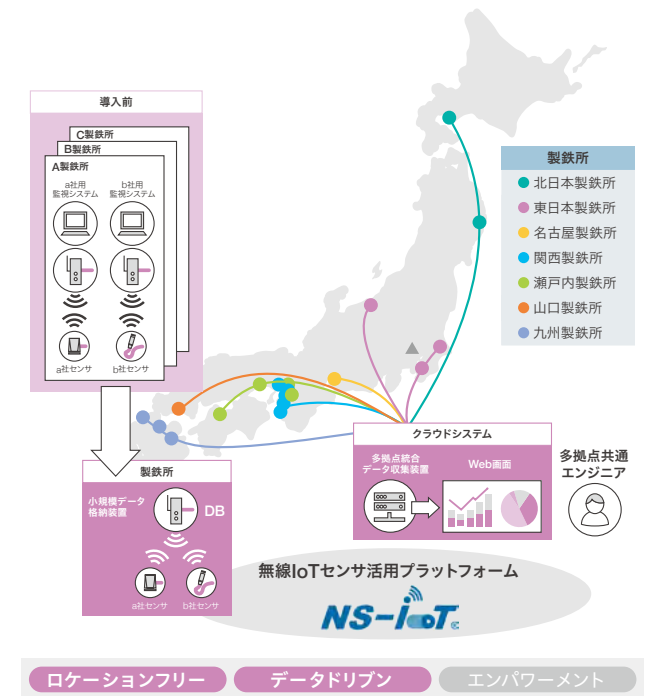 導入前
C製鉄所
B製鉄所
A製鉄所
a社用
監視システム
b社用
監視システム
a社センサ
b社センサ
製鉄所
北日本製鉄所
東日本製鉄所
名古屋製鉄所
関西製鉄所
瀬戸内製鉄所
山口製鉄所
九州製鉄所
製鉄所
小規模データ
格納装置
DB
a社センサ
b社センサ
クラウドシステム
多拠点統合
データ収集装置
Web画面
多拠点共通
エンジニア
無線IoTセンサ活用プラットフォーム
NS-IoT
ロケーションフリー
データドリブン
エンパワーメント